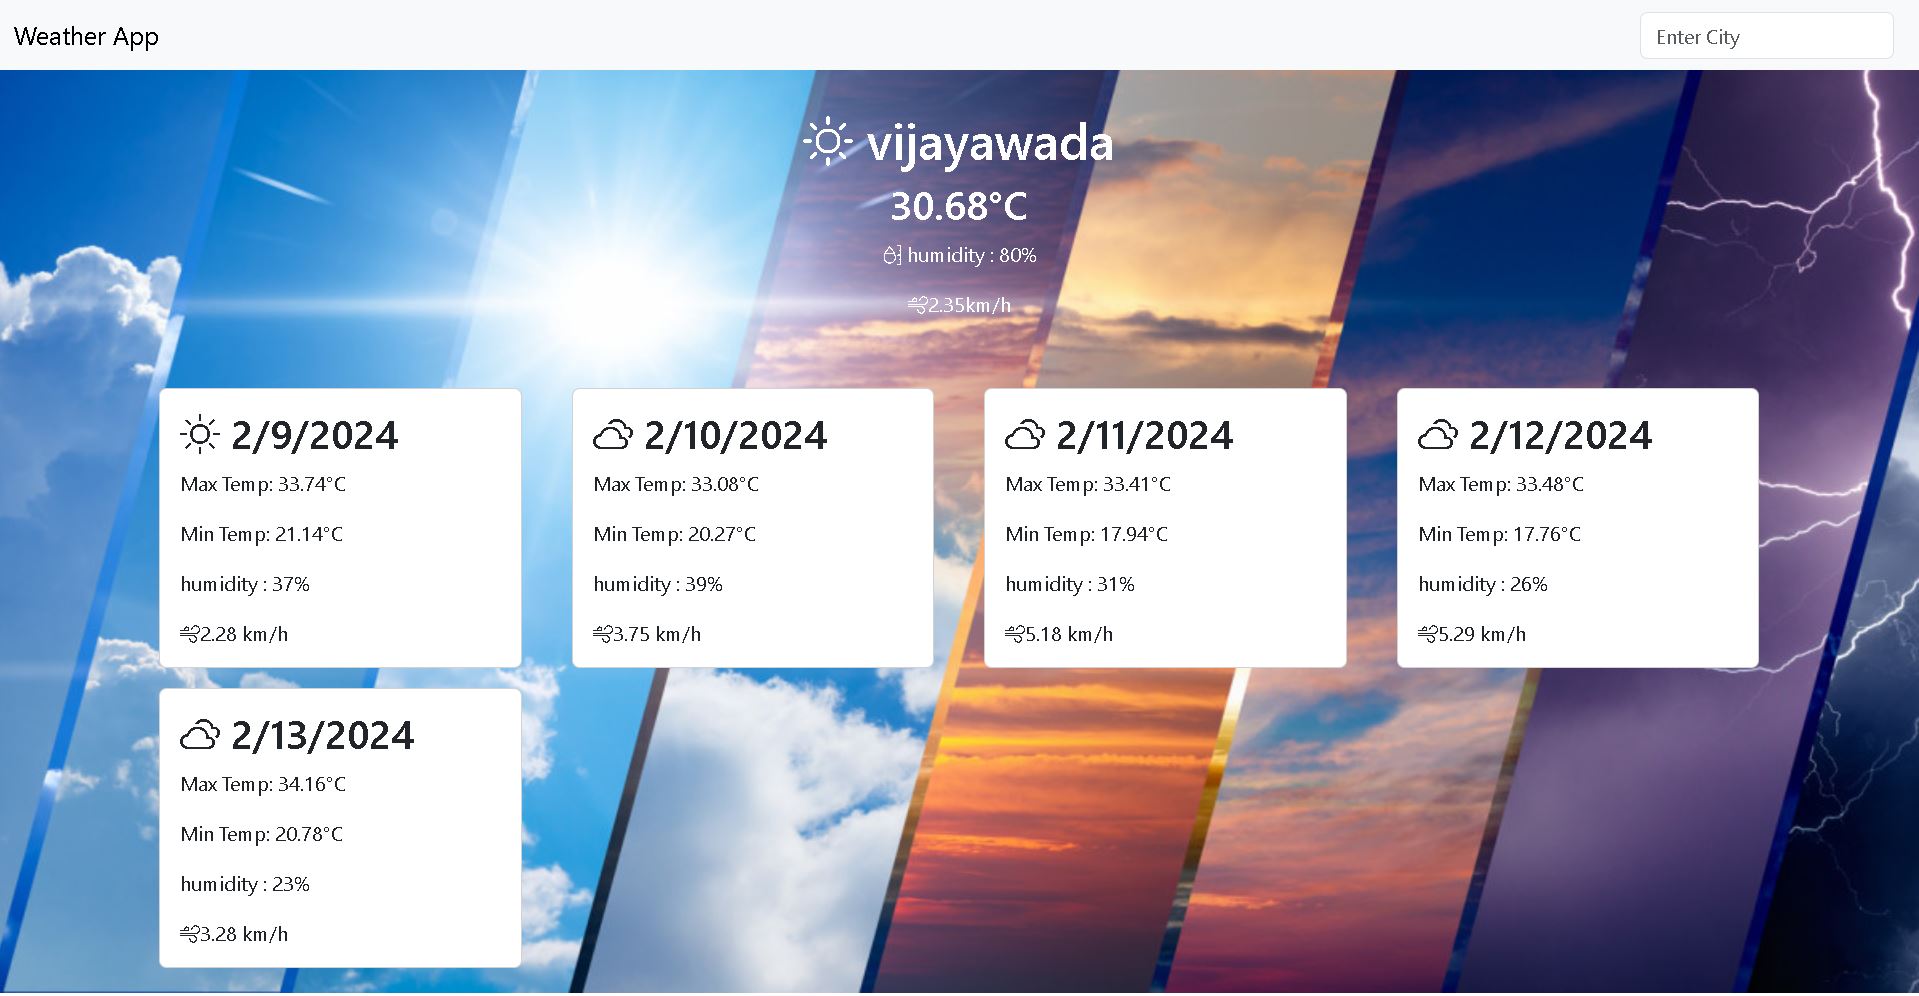 Weather App
Enter City
vijayawada
30.68°C
humidity : 80%
2.35km/h
2/9/2024
Max Temp: 33.74°C
Min Temp: 21.14°C
humidity : 37%
2.28 km/h
2/10/2024
Max Temp: 33.08°C
Min Temp: 20.27°C
humidity : 39%
3.75 km/h
2/11/2024
Max Temp: 33.41°C
Min Temp: 17.94°C
humidity : 31%
5.18 km/h
2/12/2024
Max Temp: 33.48°C
Min Temp: 17.76°C
humidity : 26%
5.29 km/h
2/13/2024
Max Temp: 34.16°C
Min Temp: 20.78°C
humidity : 23%
3.28 km/h